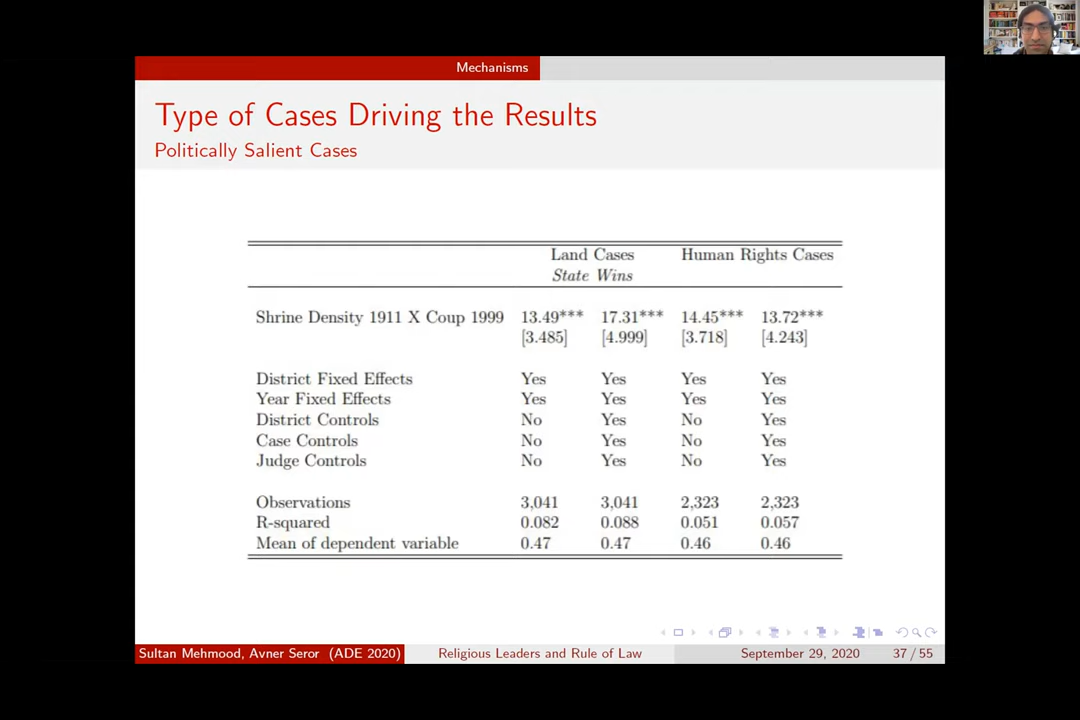 Mechanisms
Type of Cases Driving the Results
Politically Salient Cases
Land Cases Human Rights Cases
State Wins
Shrine Density 1911 X Coup 1999 13.49*** 17.31*** 14.45*** 13.72***
[3.485] [4.999] [3.718] [4.243]
District Fixed Effects Yes Yes Yes Yes
Year Fixed Effects Yes Yes Yes Yes
District Controls No Yes No Yes
Case Controls No Yes No Yes
Judge Controls No Yes No Yes
Observations 3,041 3,041 2,323 2,323
R-squared 0.082 0.088 0.051 0.057
Mean of dependent variable 0.47 0.47 0.46 0.46
Sultan Mehmood, Avner Seror (ADE 2020) Religious Leaders and Rule of Law September 29, 2020 37 / 55